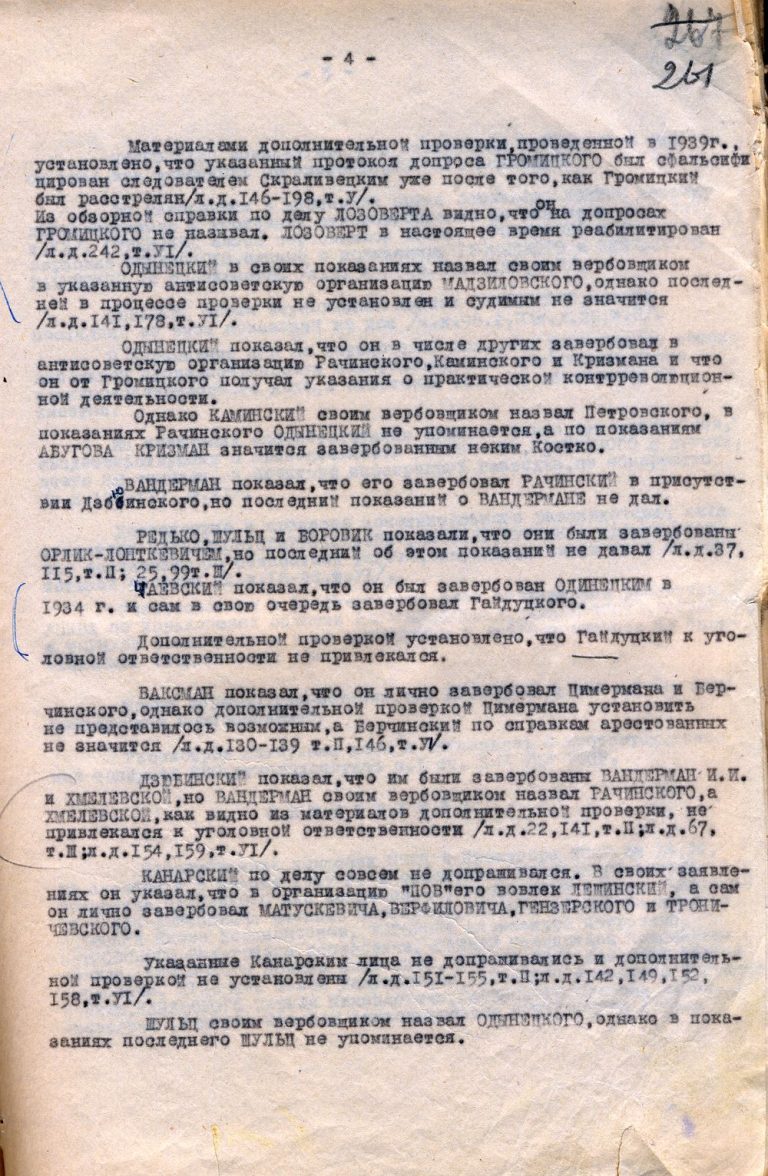 267
261
- 4 -
Материалами дополнительной проверки,проведенной в 1939г.,
установлено,что указанный протокол допроса ГРОМИЦКОГО был сфальсифи
цирован следователем Скраливецким уже после того,как Громицкий
был расстрелян/л.д.146-198,т.У/.
Из обзорной справки по делу ЛОЗОВЕРТА видно,что он на допросах
ГРОМИЦКОГО не называл. ЛОЗОВЕРТ в настоящее время реабилитирован
/л.д.242,т.УІ/.
ОДЫНЕЦКИЙ в своих показаниях назвал своим вербовщиком
в указанную антисоветскую организацию МАДЗИЛОВСКОГО,однако послед-
ней в процессе проверки не установлен и судимым не значится
/л.д.141,178,т.УІ/.
ОДЫНЕЦКИЙ показал,что он в числе других завербовал в
антисоветскую организацию Рачинского,Каминского и Кризмана и что
он от Громицкого получал указания о практической контрреволюцион-
ной деятельности.
Однако КАМИНСКИЙ своим вербовщиком назвал Петровского, в
показаниях Рачинского ОДЫНЕЦКИЙ не упоминается,а по показаниям
АБУГОВА КРИЗМАН значится завербованным неким Костко.
ВАНДЕРМАН показал,что его завербовал РАЧИНСКИЙ в присутст-
вии Дзбинского,но последний показаний о ВАНДЕРМАНЕ не дал.
РЕДЬКО,ШУЛЬЦ и БОРОВИК показали,что они были завербованы
ОРЛИК-ЛОНТКЕВИЧЕМ,но последний об этом показаний не давал /л.д.37,
115,т.П; 25,99т.Ш/.
ЧАЕВСКИЙ показал,что он был завербован ОДИНЕЦКИМ в
1934 г. и сам в свою очередь завербовал Гайдуцкого.
Дополнительной проверкой установлено,что Гайдуцкий к уго-
ловной ответственности не привлекался.
ВАКСМАН показал,что он лично завербовал Цимермана и Бер-
чинского,однако дополнительной проверкой Цимермана установить
не представилось возможным,а Берчинский по справкам арестованных
не значится /л.д.130-139 т.П,146,т.УІ/.
ДЗЕБИНСКИЙ показал,что им были завербованы ВАНДЕРМАН И.И.
и ХМЕЛЕВСКОЙ,но ВАНДЕРМАН своим вербовщиком назвал РАЧИНСКОГО,а
ХМЕЛЕВСКОЙ,как видно из материалов дополнительной проверки, не
привлекался к уголовной ответственности /л.д.22,141,т.П;л.д.67,
т.Ш;л.д.154,159,т.УІ/.
КАНАРСКИЙ по делу совсем не допрашивался. В своих заявле-
ниях он указал,что в организацию "ПОВ"его вовлек ЛЕШИНСКИЙ, а сам
он лично завербовал МАТУСКЕВИЧА,ВЕРФИЛОВИЧА,ГЕНЗЕРСКОГО и ТРОНИ-
ЧЕВСКОГО.
Указанные Канарским лица не допрашивались и дополнитель-
ной проверкой не установлены /л.д.151-155,т.П;л.д.142,149,152,
158,т.УІ/.
ШУЛЬЦ своим вербовщиком назвал ОДЫНЕЦКОГО,однако в пока-
заниях последнего ШУЛЬЦ не упоминается.